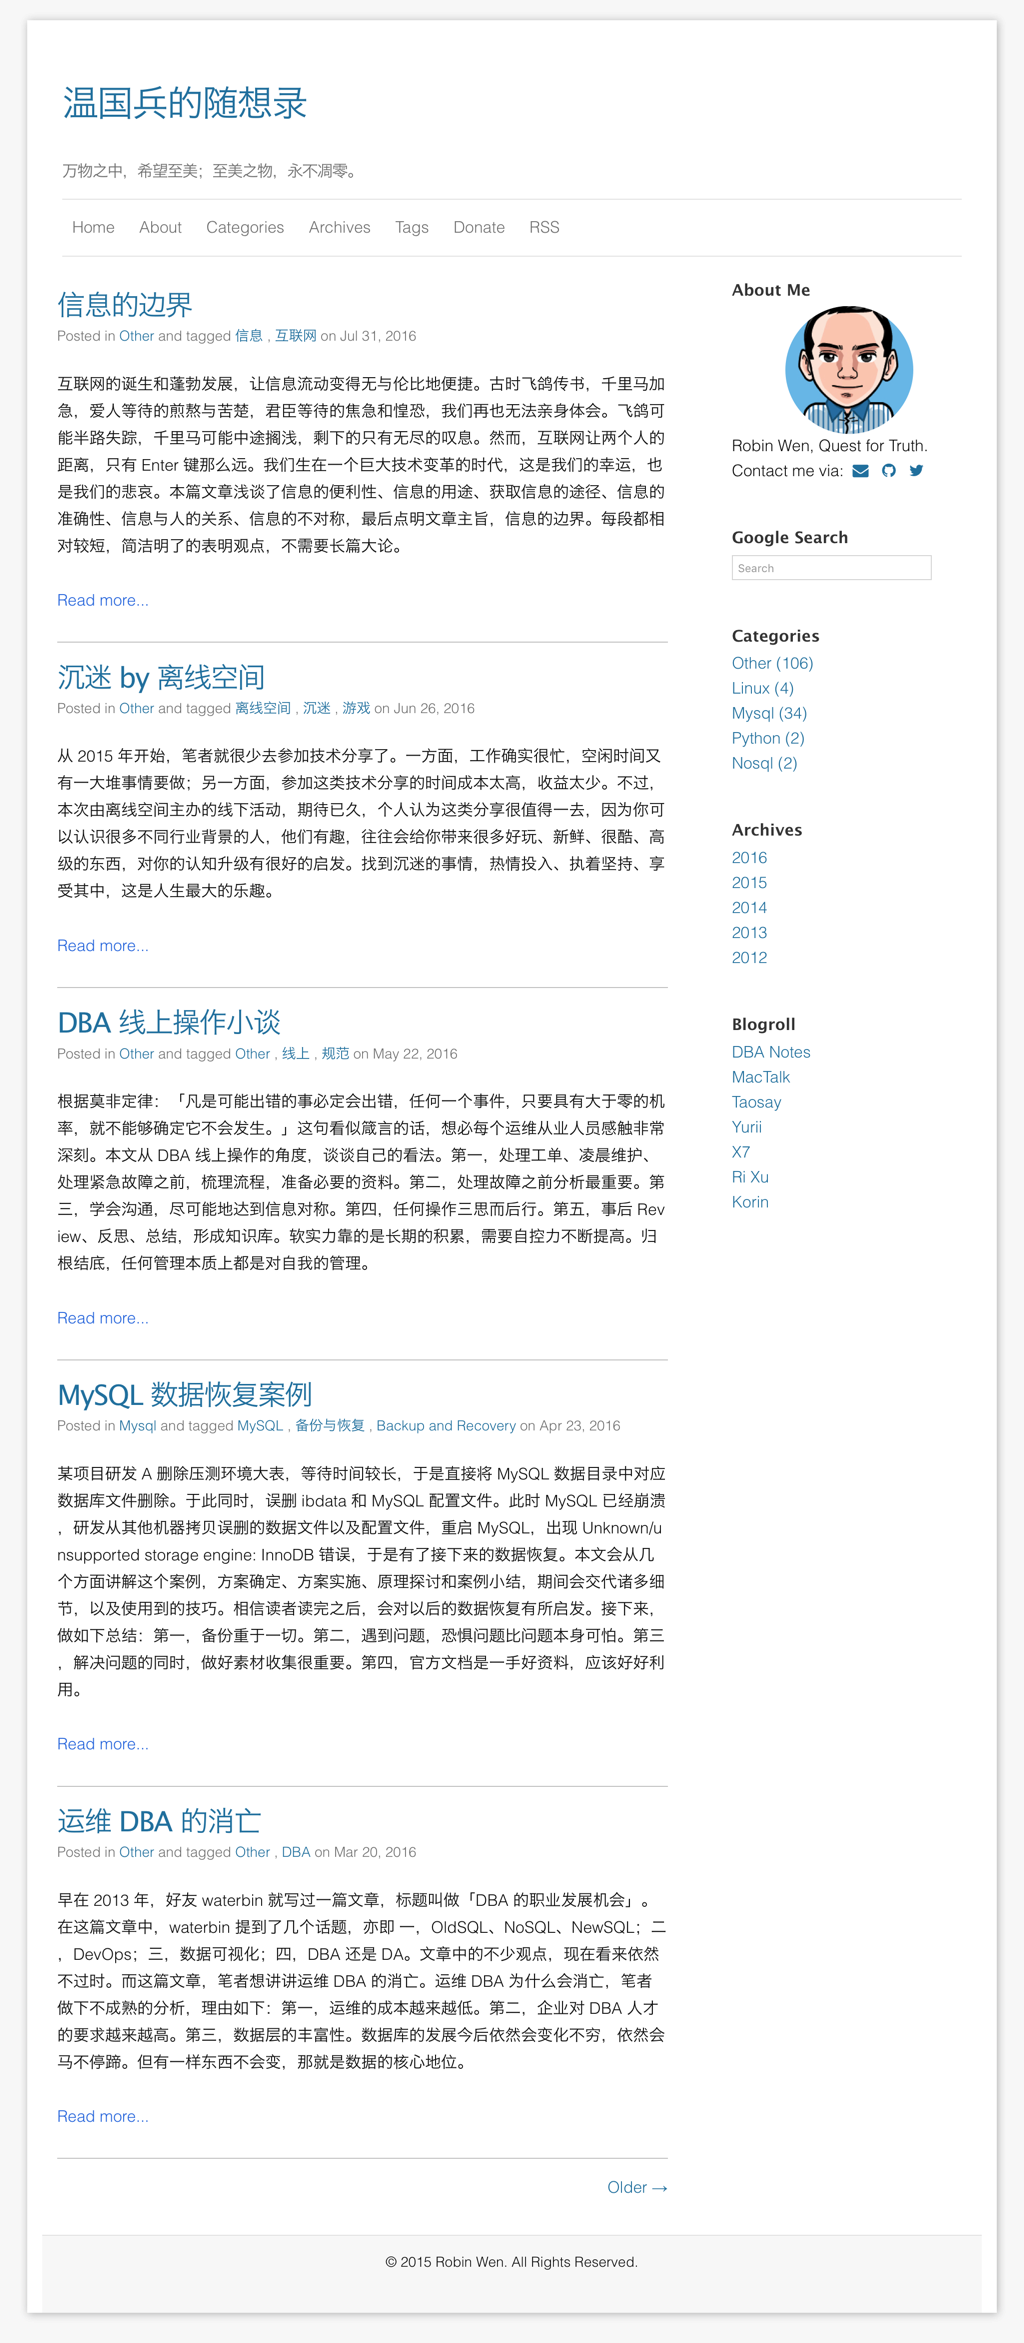 温国兵的随想录
万物之中，希望至美；至美之物，永不凋零。
Home About Categories Archives Tags Donate RSS
信息的边界
Posted in Other and tagged 信息 , 互联网 on Jul 31, 2016
互联网的诞生和蓬勃发展，让信息流动变得无与伦比地便捷。古时飞鸽传书，千里马加
急，爱人等待的煎熬与苦楚，君臣等待的焦急和惶恐，我们再也无法亲身体会。飞鸽可
能半路失踪，千里马可能中途搁浅，剩下的只有无尽的叹息。然而，互联网让两个人的
距离，只有 Enter 键那么远。我们生在一个巨大技术变革的时代，这是我们的幸运，也
是我们的悲哀。本篇文章浅谈了信息的便利性、信息的用途、获取信息的途径、信息的
准确性、信息与人的关系、信息的不对称，最后点明文章主旨，信息的边界。每段都相
对较短，简洁明了的表明观点，不需要长篇大论。
Read more...
沉迷 by 离线空间
Posted in Other and tagged 离线空间 , 沉迷 , 游戏 on Jun 26, 2016
从 2015 年开始，笔者就很少去参加技术分享了。一方面，工作确实很忙，空闲时间又
有一大堆事情要做；另一方面，参加这类技术分享的时间成本太高，收益太少。不过，
本次由离线空间主办的线下活动，期待已久，个人认为这类分享很值得一去，因为你可
以认识很多不同行业背景的人，他们有趣，往往会给你带来很多好玩、新鲜、很酷、高
级的东西，对你的认知升级有很好的启发。找到沉迷的事情，热情投入、执着坚持、享
受其中，这是人生最大的乐趣。
Read more...
DBA 线上操作小谈
Posted in Other and tagged Other , 线上 , 规范 on May 22, 2016
根据莫非定律：「凡是可能出错的事必定会出错，任何一个事件，只要具有大于零的机
率，就不能够确定它不会发生。」这句看似箴言的话，想必每个运维从业人员感触非常
深刻。本文从 DBA 线上操作的角度，谈谈自己的看法。第一，处理工单、凌晨维护、
处理紧急故障之前，梳理流程，准备必要的资料。第二，处理故障之前分析最重要。第
三，学会沟通，尽可能地达到信息对称。第四，任何操作三思而后行。第五，事后 Rev
iew、反思、总结，形成知识库。软实力靠的是长期的积累，需要自控力不断提高。归
根结底，任何管理本质上都是对自我的管理。
Read more...
MySQL 数据恢复案例
Posted in Mysql and tagged MySQL , 备份与恢复 , Backup and Recovery on Apr 23, 2016
某项目研发 A 删除压测环境大表，等待时间较长，于是直接将 MySQL 数据目录中对应
数据库文件删除。于此同时，误删 ibdata 和 MySQL 配置文件。此时 MySQL 已经崩溃
，研发从其他机器拷贝误删的数据文件以及配置文件，重启 MySQL，出现 Unknown/u
nsupported storage engine: InnoDB 错误，于是有了接下来的数据恢复。本文会从几
个方面讲解这个案例，方案确定、方案实施、原理探讨和案例小结，期间会交代诸多细
节，以及使用到的技巧。相信读者读完之后，会对以后的数据恢复有所启发。接下来，
做如下总结：第一，备份重于一切。第二，遇到问题，恐惧问题比问题本身可怕。第三
，解决问题的同时，做好素材收集很重要。第四，官方文档是一手好资料，应该好好利
用。
Read more...
运维 DBA 的消亡
Posted in Other and tagged Other , DBA on Mar 20, 2016
早在 2013 年，好友 waterbin 就写过一篇文章，标题叫做「DBA 的职业发展机会」。
在这篇文章中，waterbin 提到了几个话题，亦即 一，OldSQL、NoSQL、NewSQL；二
，DevOps；三，数据可视化；四，DBA 还是 DA。文章中的不少观点，现在看来依然
不过时。而这篇文章，笔者想讲讲运维 DBA 的消亡。运维 DBA 为什么会消亡，笔者
做下不成熟的分析，理由如下：第一，运维的成本越来越低。第二，企业对 DBA 人才
的要求越来越高。第三，数据层的丰富性。数据库的发展今后依然会变化不穷，依然会
马不停蹄。但有一样东西不会变，那就是数据的核心地位。
Read more...
Older →
About Me
Robin Wen, Quest for Truth.
Contact me via:
Google Search
Search
Categories
Other (106)
Linux (4)
Mysql (34)
Python (2)
Nosql (2)
Archives
2016
2015
2014
2013
2012
Blogroll
DBA Notes
MacTalk
Taosay
Yurii
X7
Ri Xu
Korin
© 2015 Robin Wen. All Rights Reserved.